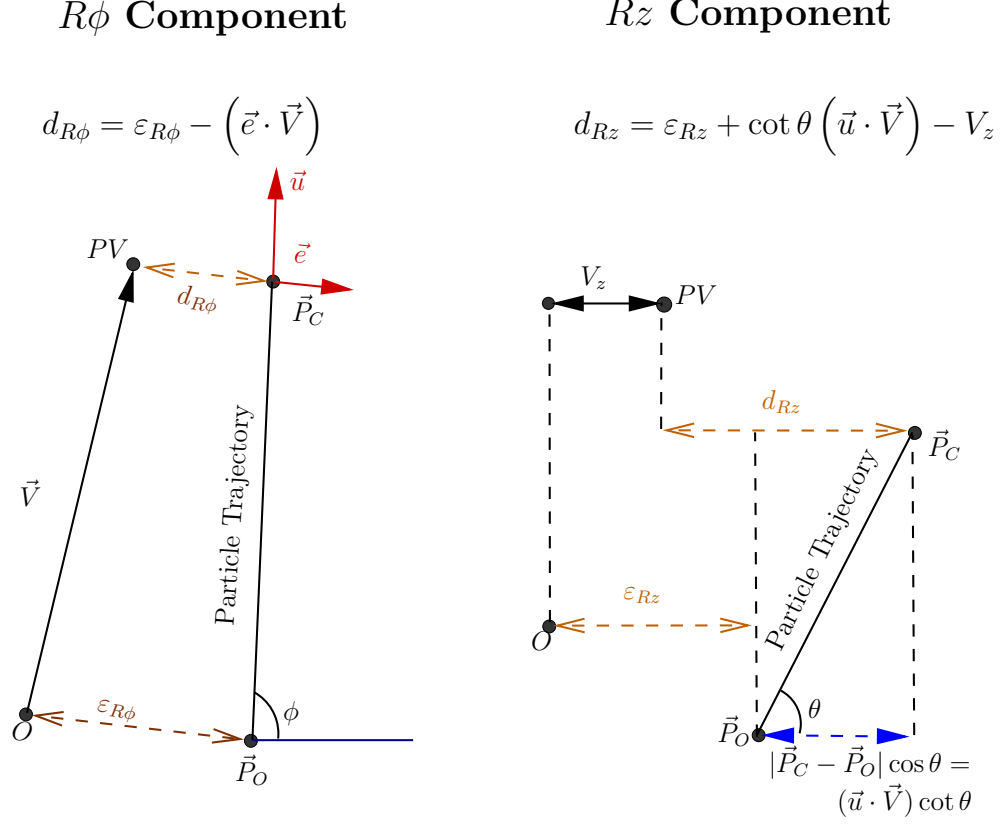 Rϕ Component
d_{Rϕ} = ε_{Rϕ} − (e⃗ · V⃗)
u⃗
e⃗
PV
d_{Rϕ}
P⃗_C
Particle Trajectory
V⃗
ε_{Rϕ}
ϕ
O
P⃗_O
Rz Component
d_{Rz} = ε_{Rz} + cot θ (u⃗ · V⃗) − V_z
V_z
PV
d_{Rz}
P⃗_C
Particle Trajectory
ε_{Rz}
O
θ
P⃗_O
|P⃗_C − P⃗_O| cos θ =
(u⃗ · V⃗) cot θ